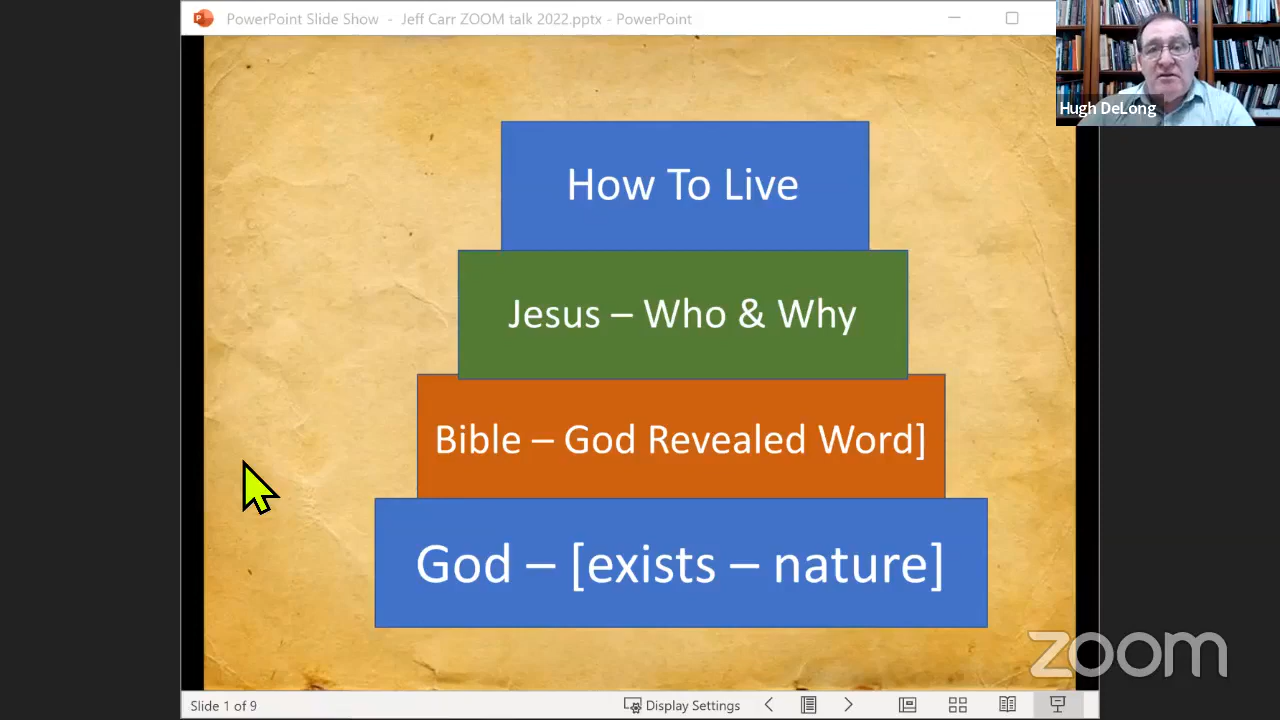 PowerPoint Slide Show - Jeff Carr ZOOM talk 2022.pptx - PowerPoint
Hugh DeLong
How To Live
Jesus – Who & Why
Bible – God Revealed Word]
God – [exists – nature]
zoom
Slide 1 of 9
Display Settings